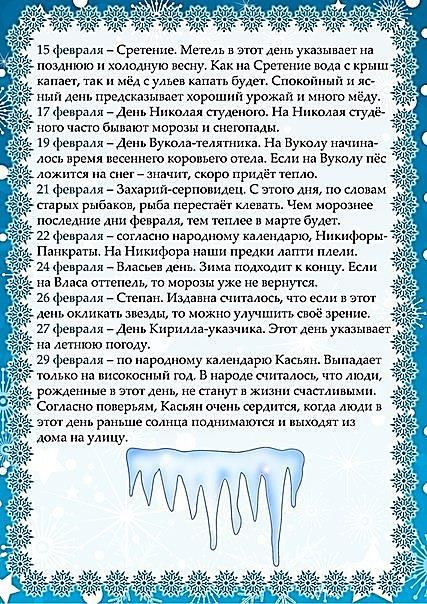 15 февраля – Сретение. Метель в этот день указывает на
позднюю и холодную весну. Как на Сретение вода с крыш
капает, так и мёд с ульев капать будет. Спокойный и яс-
ный день предсказывает хороший урожай и много мёду.
17 февраля – День Николая студеного. На Николая студё-
ного часто бывают морозы и снегопады.
19 февраля – День Вукола-телятника. На Вуколу начина-
лось время весеннего коровьего отела. Если на Вуколу пёс
ложится на снег – значит, скоро придёт тепло.
21 февраля – Захарий-серповидец. С этого дня, по словам
старых рыбаков, рыба перестаёт клевать. Чем морознее
последние дни февраля, тем теплее в марте будет.
22 февраля – согласно народному календарю, Никифоры-
Панкраты. На Никифора наши предки лапти плели.
24 февраля – Власьев день. Зима подходит к концу. Если
на Власа оттепель, то морозы уже не вернутся.
26 февраля – Степан. Издавна считалось, что если в этот
день окликать звезды, то можно улучшить своё зрение.
27 февраля – День Кирилла-указчика. Этот день указывает
на летнюю погоду.
29 февраля – по народному календарю Касьян. Выпадает
только на високосный год. В народе считалось, что люди,
рожденные в этот день, не станут в жизни счастливыми.
Согласно поверьям, Касьян очень сердится, когда люди в
этот день раньше солнца поднимаются и выходят из
дома на улицу.